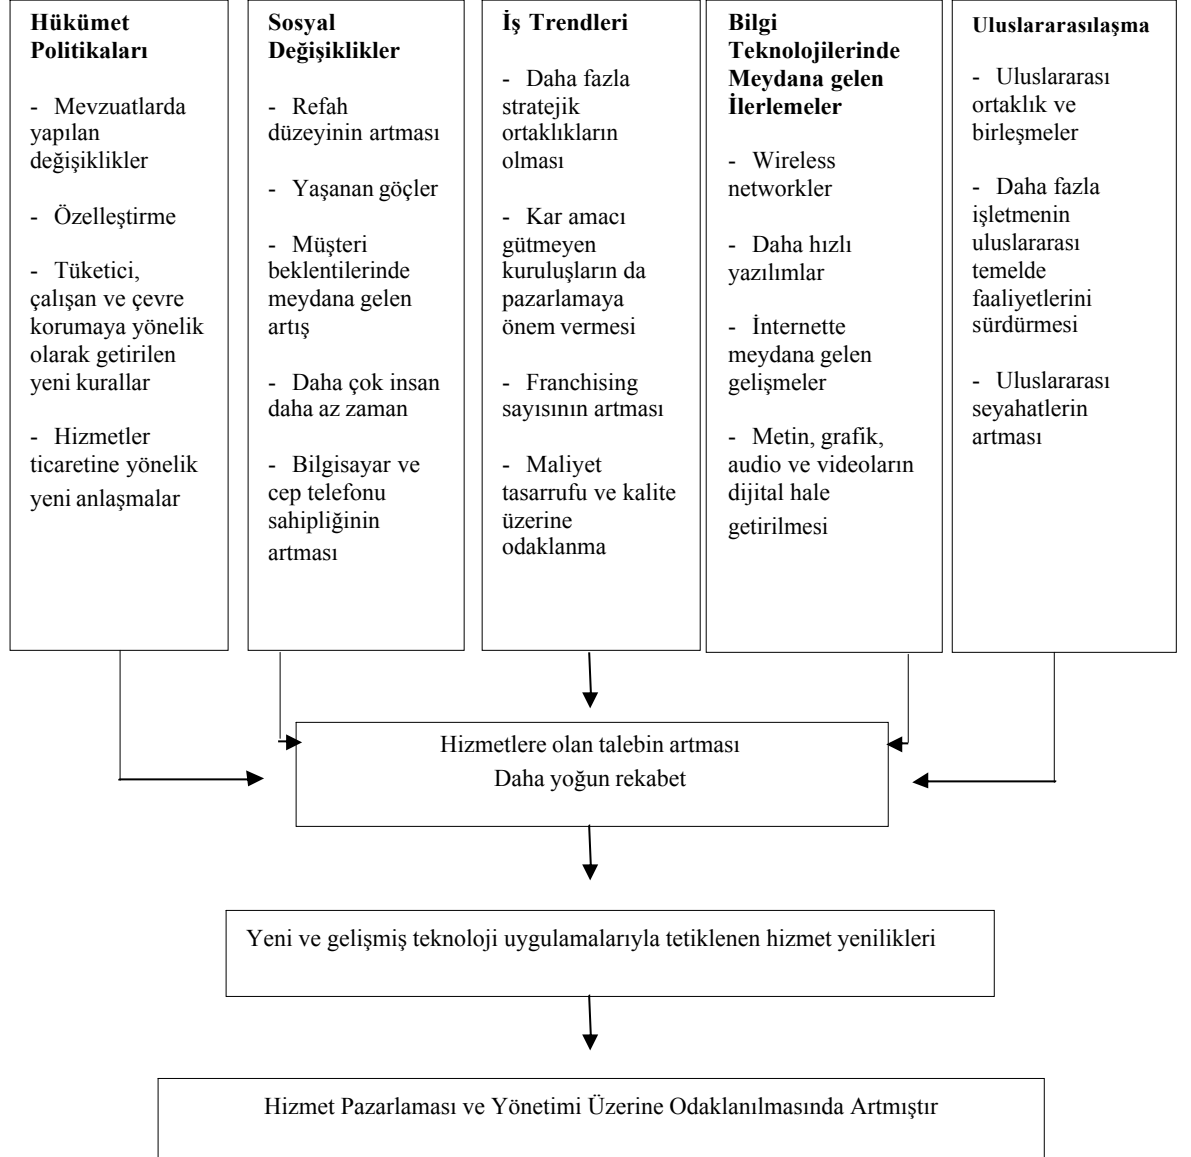 Hükümet
Politikaları
- Mevzuatlarda
yapılan
değişiklikler
- Özelleştirme
- Tüketici,
çalışan ve çevre
korumaya yönelik
olarak getirilen
yeni kurallar
- Hizmetler
ticaretine yönelik
yeni anlaşmalar
Sosyal
Değişiklikler
- Refah
düzeyinin artması
- Yaşanan göçler
- Müşteri
beklentilerinde
meydana gelen
artış
- Daha çok insan
daha az zaman
- Bilgisayar ve
cep telefonu
sahipliğinin
artması
İş Trendleri
- Daha fazla
stratejik
ortaklıkların
olması
- Kar amacı
gütmeyen
kuruluşların da
pazarlamaya
önem vermesi
- Franchising
sayısının artması
- Maliyet
tasarrufu ve kalite
üzerine
odaklanma
Bilgi
Teknolojilerinde
Meydana gelen
İlerlemeler
- Wireless
networkler
- Daha hızlı
yazılımlar
- İnternette
meydana gelen
gelişmeler
- Metin, grafik,
audio ve videoların
dijital hale
getirilmesi
Uluslararasılaşma
- Uluslararası
ortaklık ve
birleşmeler
- Daha fazla
işletmenin
uluslararası
temelde
faaliyetlerini
sürdürmesi
- Uluslararası
seyahatlerin
artması
Hizmetlere olan talebin artması
Daha yoğun rekabet
Yeni ve gelişmiş teknoloji uygulamalarıyla tetiklenen hizmet yenilikleri
Hizmet Pazarlaması ve Yönetimi Üzerine Odaklanılmasında Artmıştır